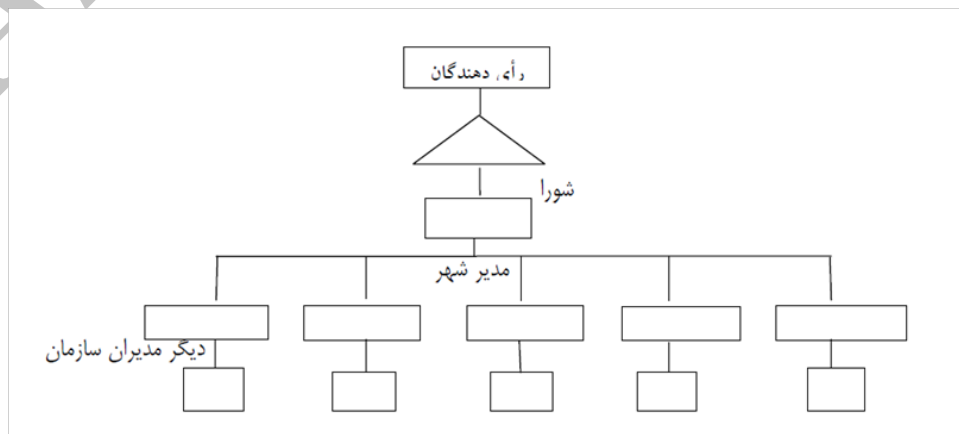 رأی دهندگان
شورا
مدیر شهر
دیگر مدیران سازمان